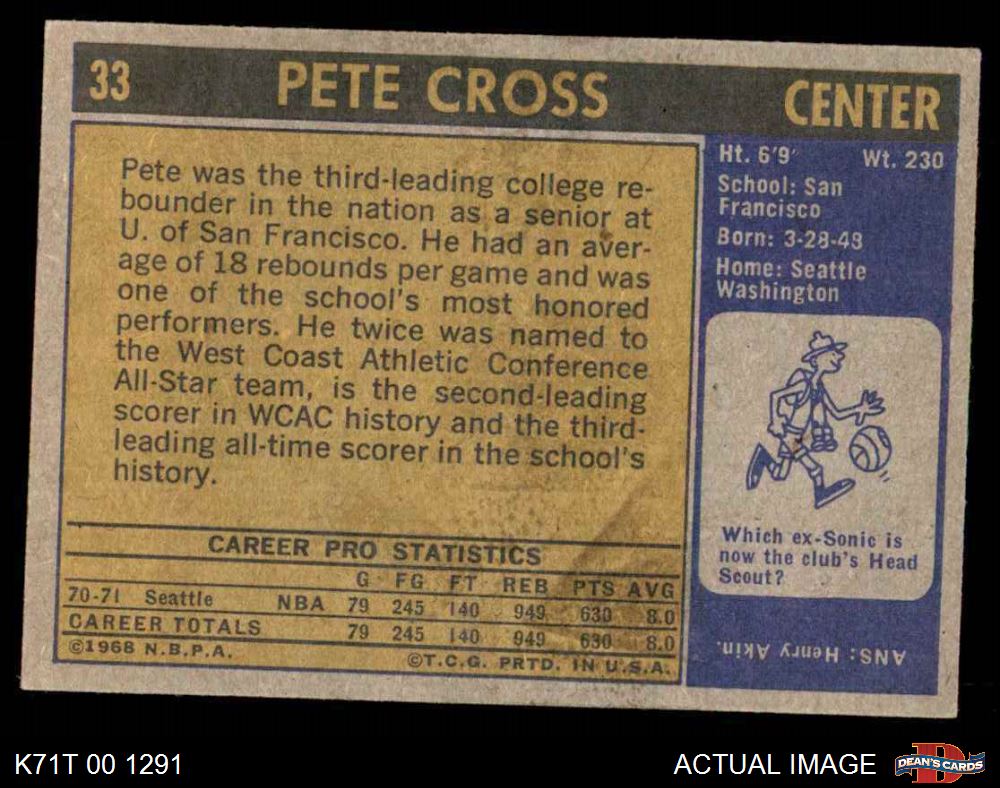 33 PETE CROSS CENTER
Pete was the third-leading college re-
bounder in the nation as a senior at
U. of San Francisco. He had an aver-
age of 18 rebounds per game and was
one of the school's most honored
performers. He twice was named to
the West Coast Athletic Conference
All-Star team, is the second-leading
scorer in WCAC history and the third-
leading all-time scorer in the school's
history.
CAREER PRO STATISTICS
G FG FT REB PTS AVG
70-71 Seattle NBA 79 245 140 949 630 8.0
CAREER TOTALS 79 245 140 949 630 8.0
©1968 N.B.P.A.
©T.C.G. PRTD. IN U.S.A.
Ht. 6'9" Wt. 230
School: San
Francisco
Born: 3-28-48
Home: Seattle
Washington
Which ex-Sonic is
now the club's Head
Scout?
ANS: Henry Akin.
K71T 00 1291
ACTUAL IMAGE
D
DEAN'S CARDS